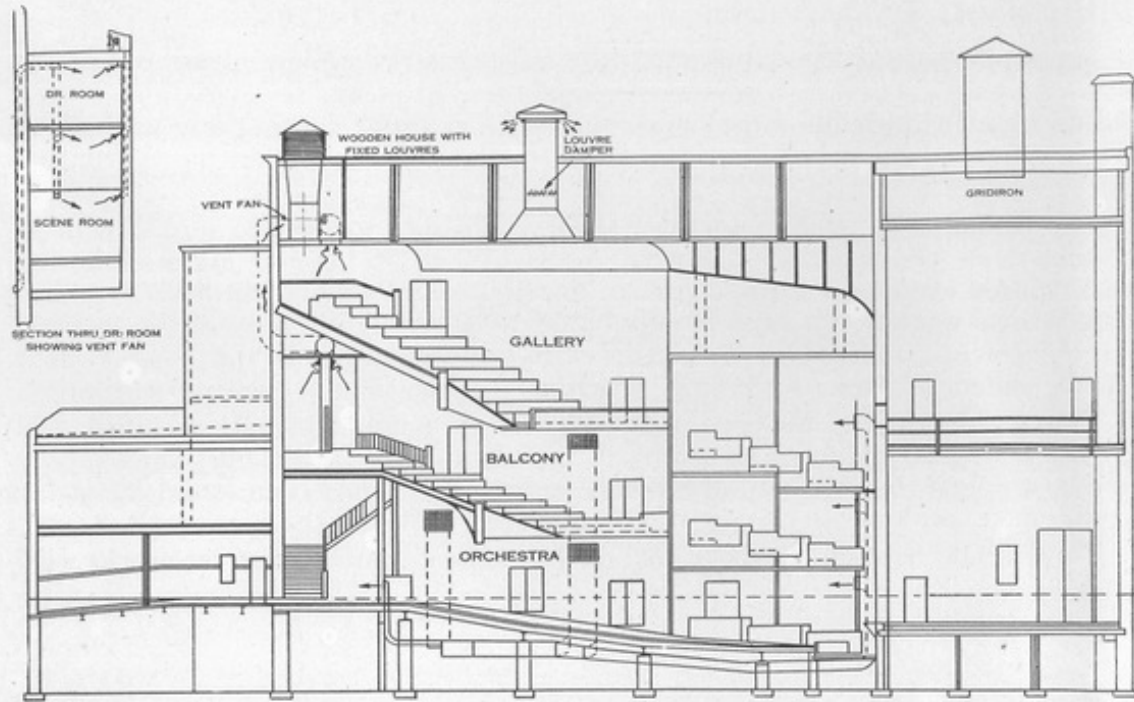 DR. ROOM
SCENE ROOM
SECTION THRU DR. ROOM
SHOWING VENT FAN
WOODEN HOUSE WITH
FIXED LOUVRES
LOUVRE
DAMPER
VENT FAN
GRIDIRON
GALLERY
BALCONY
ORCHESTRA